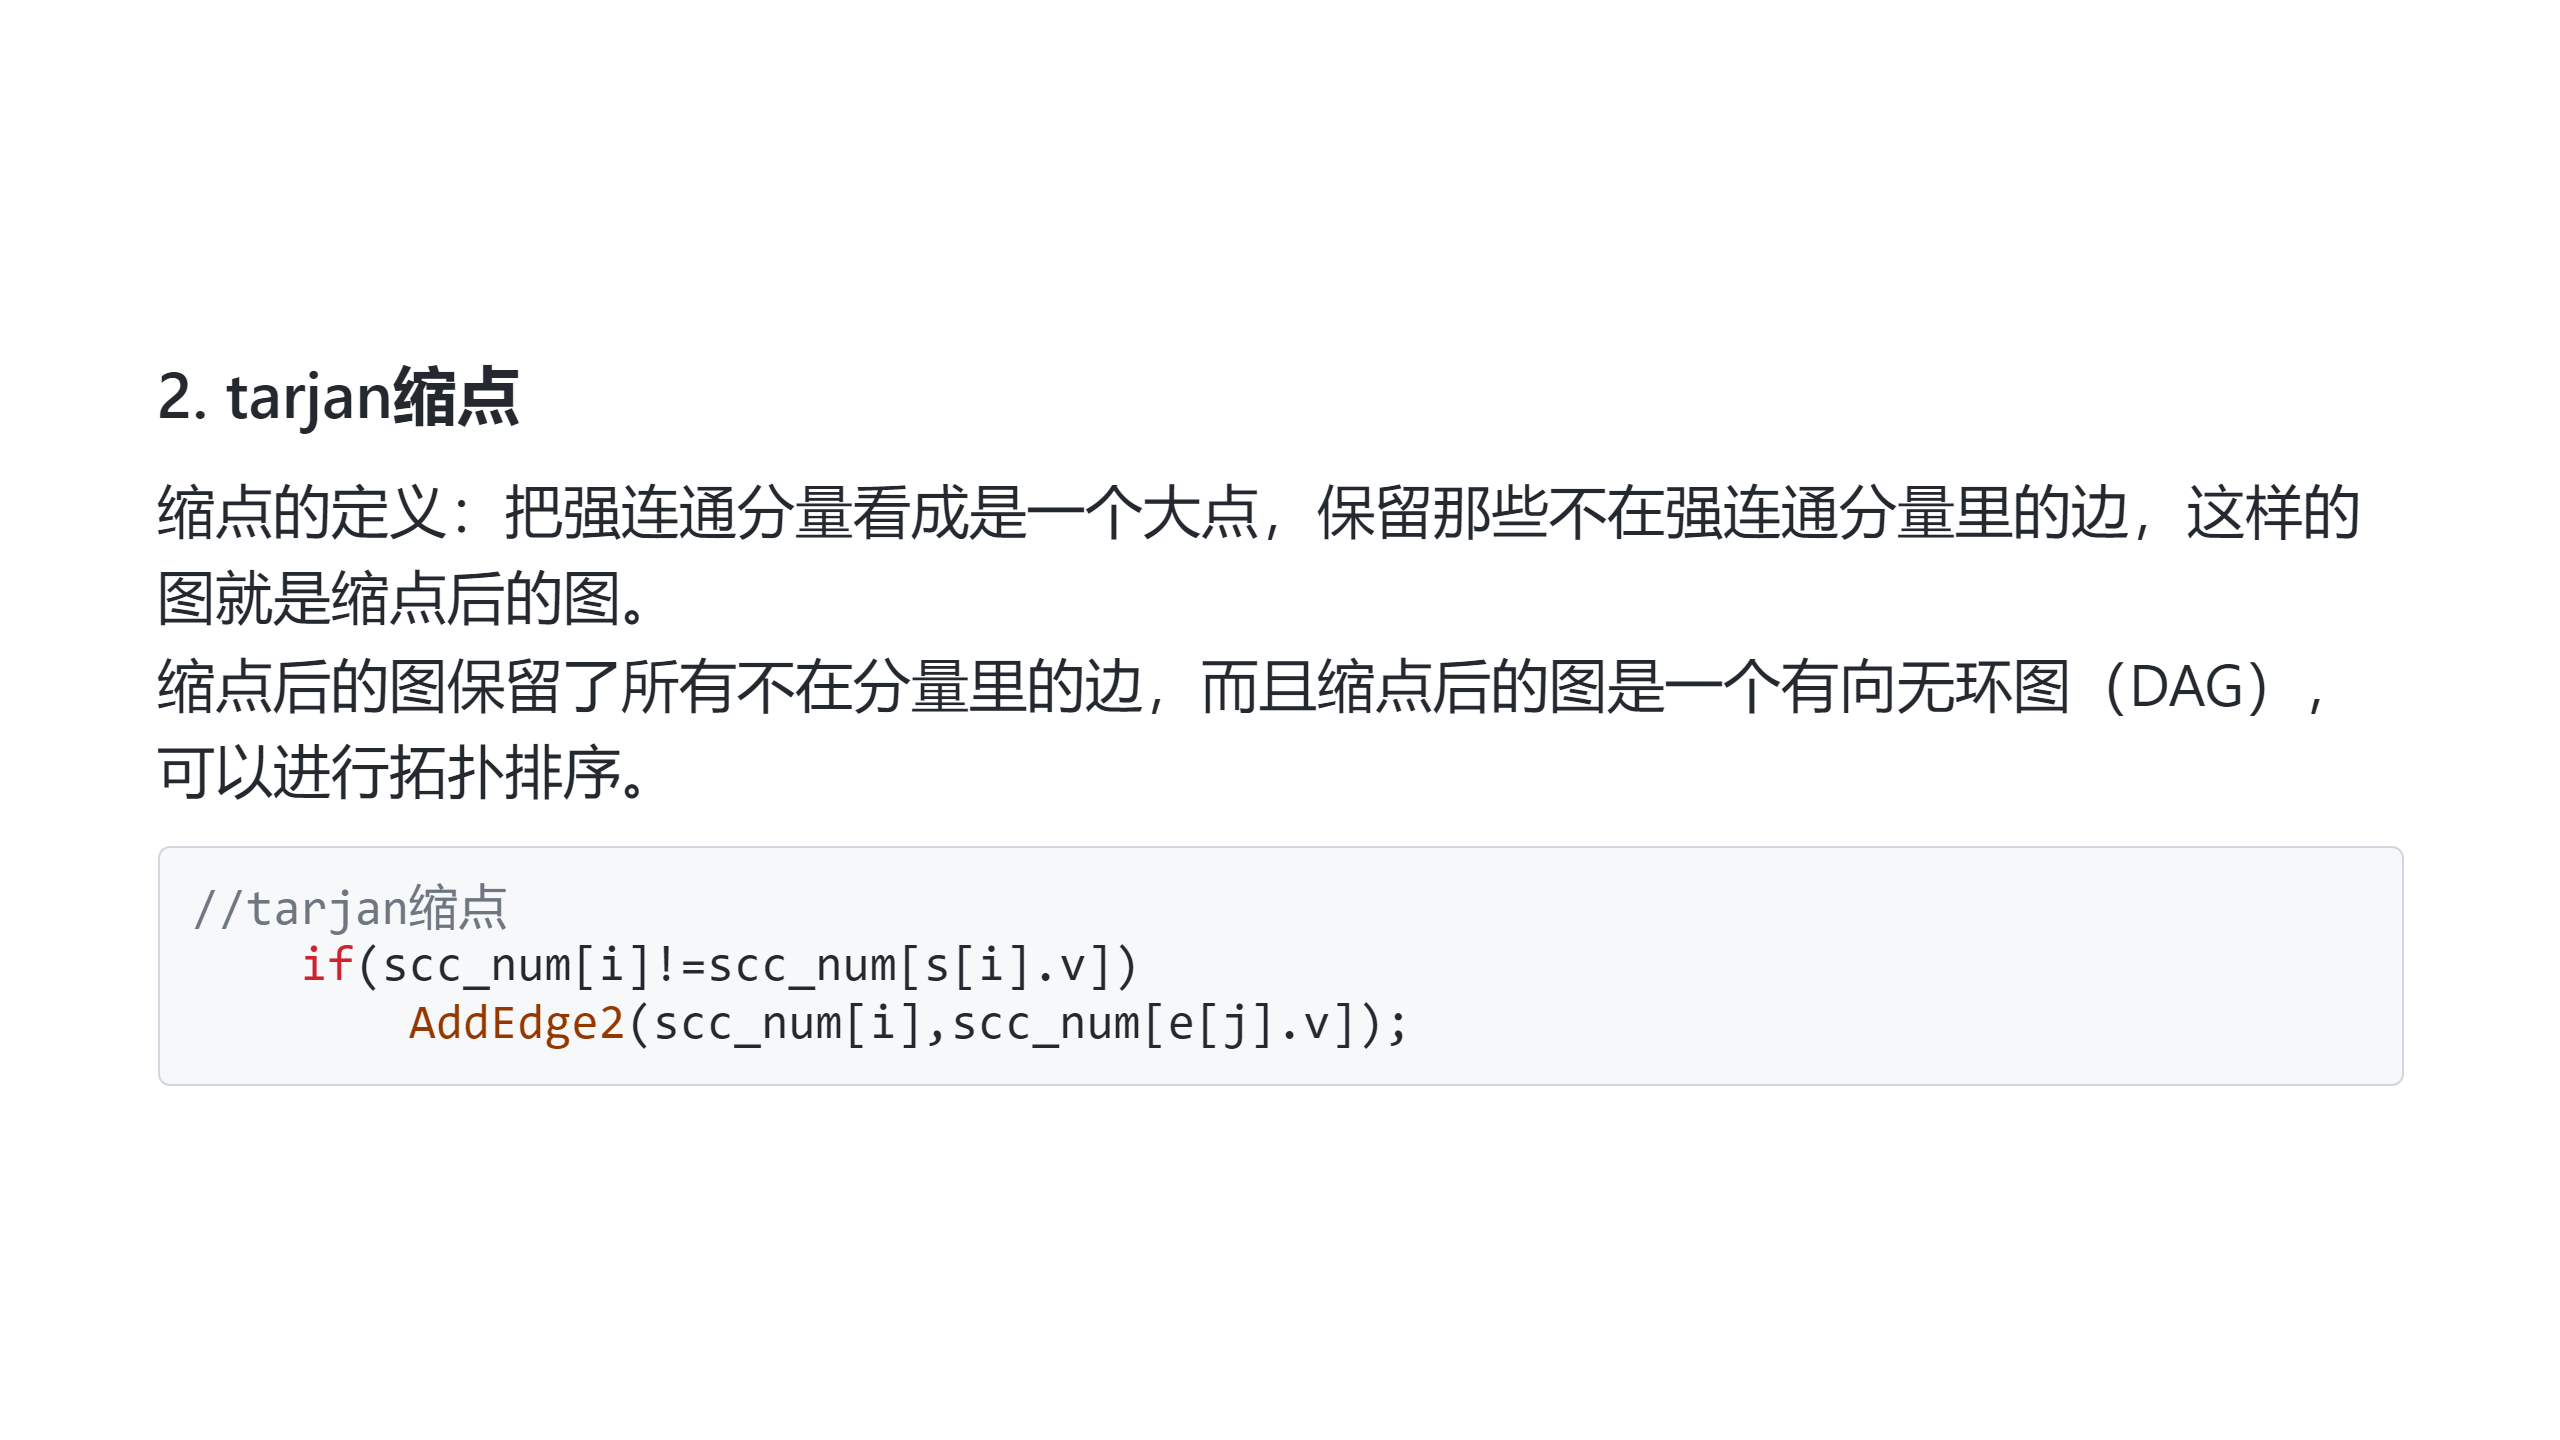 2. tarjan缩点
缩点的定义：把强连通分量看成是一个大点，保留那些不在强连通分量里的边，这样的
图就是缩点后的图。
缩点后的图保留了所有不在分量里的边，而且缩点后的图是一个有向无环图（DAG），
可以进行拓扑排序。
//tarjan缩点
    if(scc_num[i]!=scc_num[s[i].v])
        AddEdge2(scc_num[i],scc_num[e[j].v]);